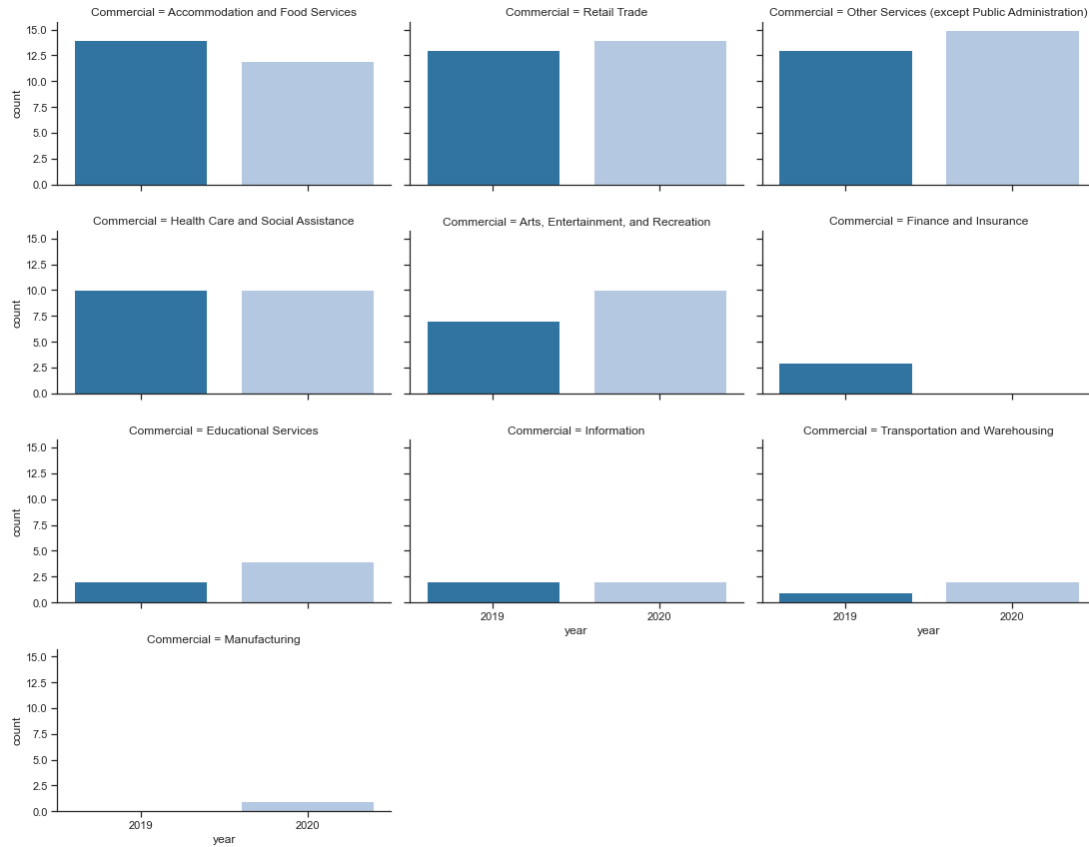 Commercial = Accommodation and Food Services
15.0
12.5
10.0
7.5
5.0
2.5
0.0
count
Commercial = Retail Trade
Commercial = Other Services (except Public Administration)
Commercial = Health Care and Social Assistance
15.0
12.5
10.0
7.5
5.0
2.5
0.0
count
Commercial = Arts, Entertainment, and Recreation
Commercial = Finance and Insurance
Commercial = Educational Services
15.0
12.5
10.0
7.5
5.0
2.5
0.0
count
Commercial = Information
2019 2020
year
Commercial = Transportation and Warehousing
2019 2020
year
Commercial = Manufacturing
15.0
12.5
10.0
7.5
5.0
2.5
0.0
count
2019 2020
year